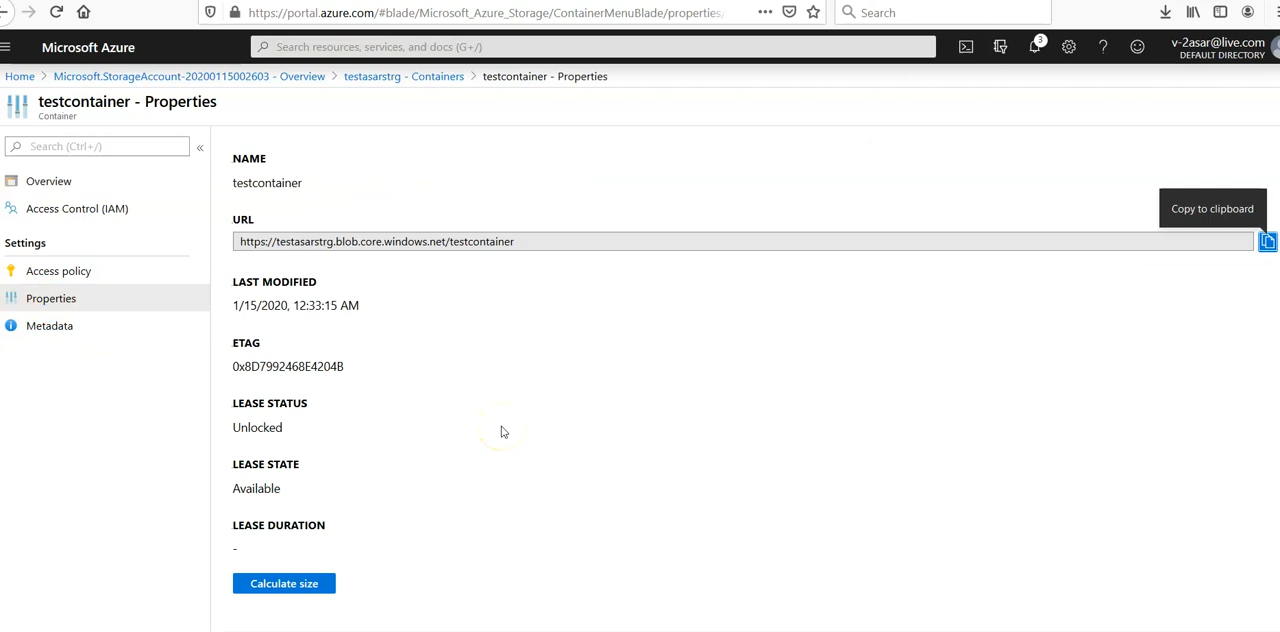 https://portal.azure.com/#blade/Microsoft_Azure_Storage/ContainerMenuBlade/properties/
Search
Microsoft Azure
Search resources, services, and docs (G+/)
3
v-2asar@live.com
DEFAULT DIRECTORY
Home > Microsoft.StorageAccount-20200115002603 - Overview > testasarstrg - Containers > testcontainer - Properties
testcontainer - Properties
Container
Search (Ctrl+/)
«
Overview
Access Control (IAM)
Settings
Access policy
Properties
Metadata
NAME
testcontainer
Copy to clipboard
URL
https://testasarstrg.blob.core.windows.net/testcontainer
LAST MODIFIED
1/15/2020, 12:33:15 AM
ETAG
0x8D7992468E4204B
LEASE STATUS
Unlocked
LEASE STATE
Available
LEASE DURATION
-
Calculate size